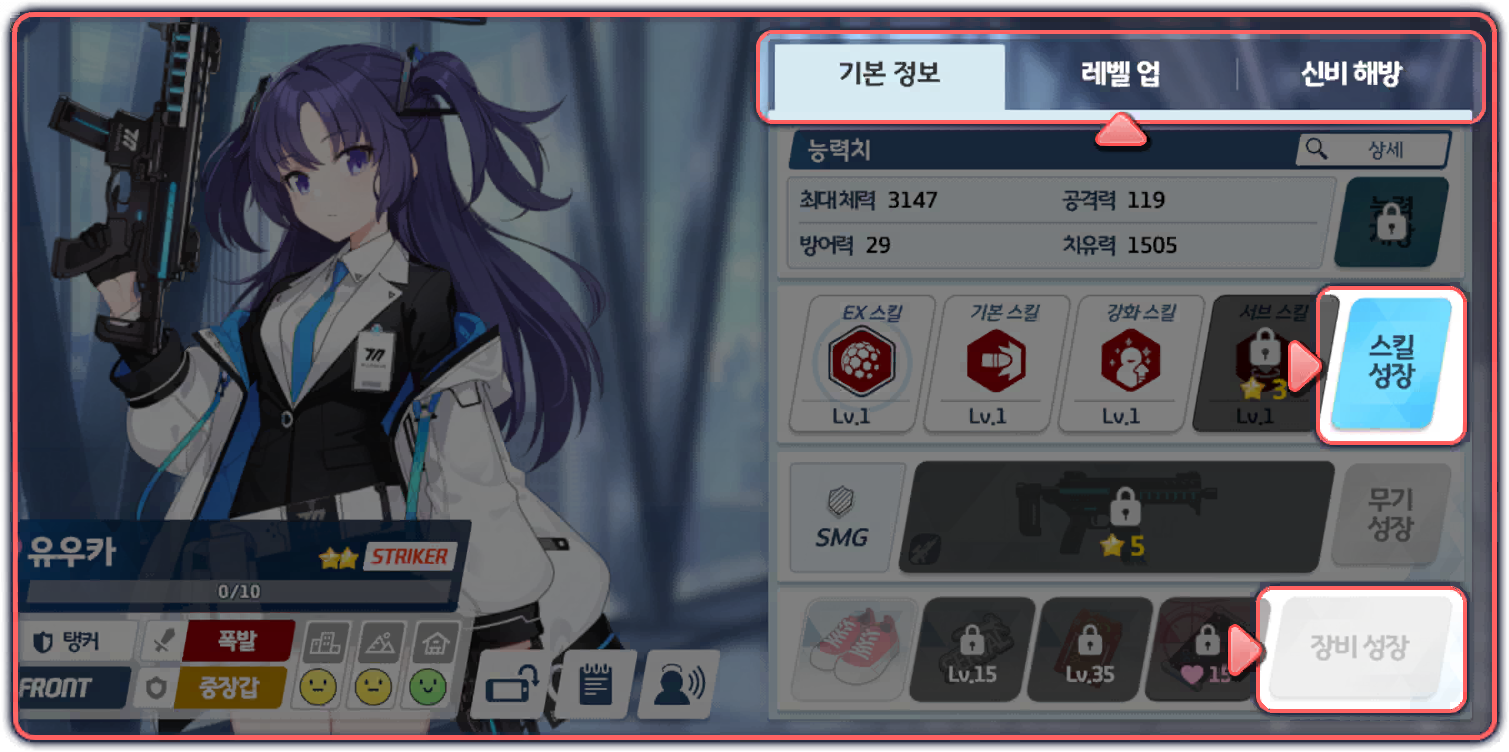 기본 정보
레벨 업
신비 해방
능력치
상세
최대 체력 3147
공격력 119
방어력 29
치유력 1505
EX 스킬
기본 스킬
강화 스킬
서브 스킬
3
Lv.1
Lv.1
Lv.1
Lv.1
스킬
성장
SMG
5
무기
성장
유우카
STRIKER
0/10
탱커
폭발
FRONT
중장갑
Lv.15
Lv.35
15
장비 성장